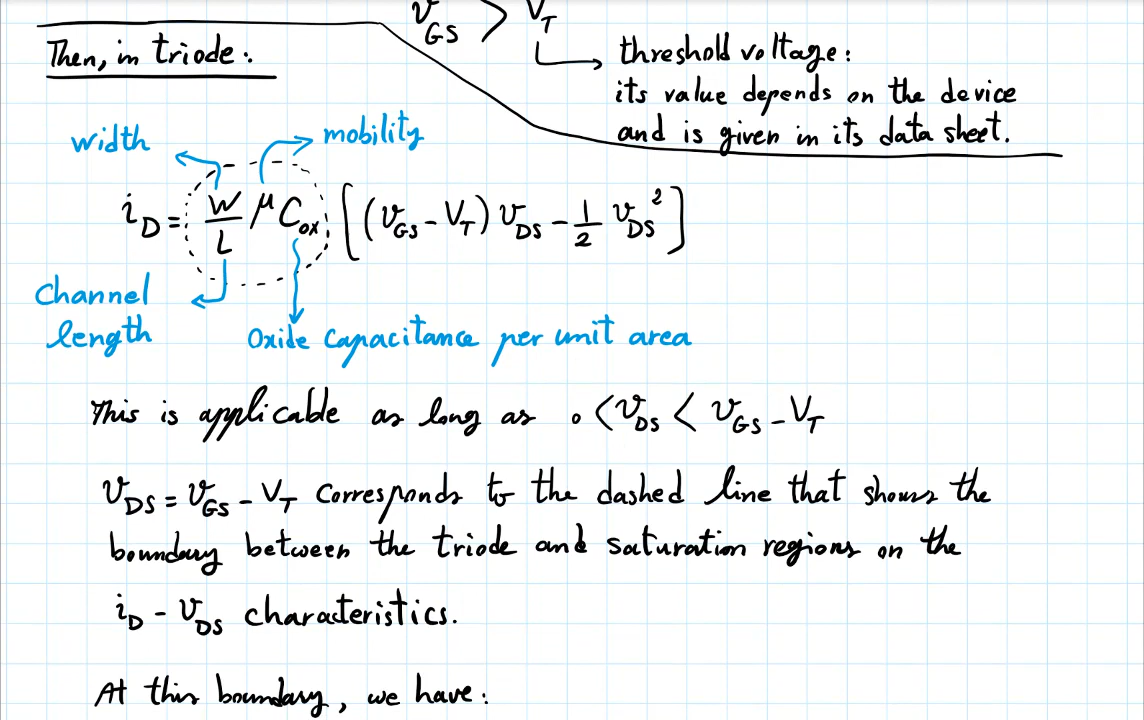 v_GS > V_T
Then, in triode:
threshold voltage:
its value depends on the device
and is given in its data sheet.
width
mobility
i_D = W/L μ C_ox [(v_GS - V_T) v_DS - 1/2 v_DS²]
channel
length
Oxide capacitance per unit area
This is applicable as long as 0 < v_DS < v_GS - V_T
v_DS = v_GS - V_T corresponds to the dashed line that shows the
boundary between the triode and saturation regions on the
i_D - v_DS characteristics.
At this boundary, we have: